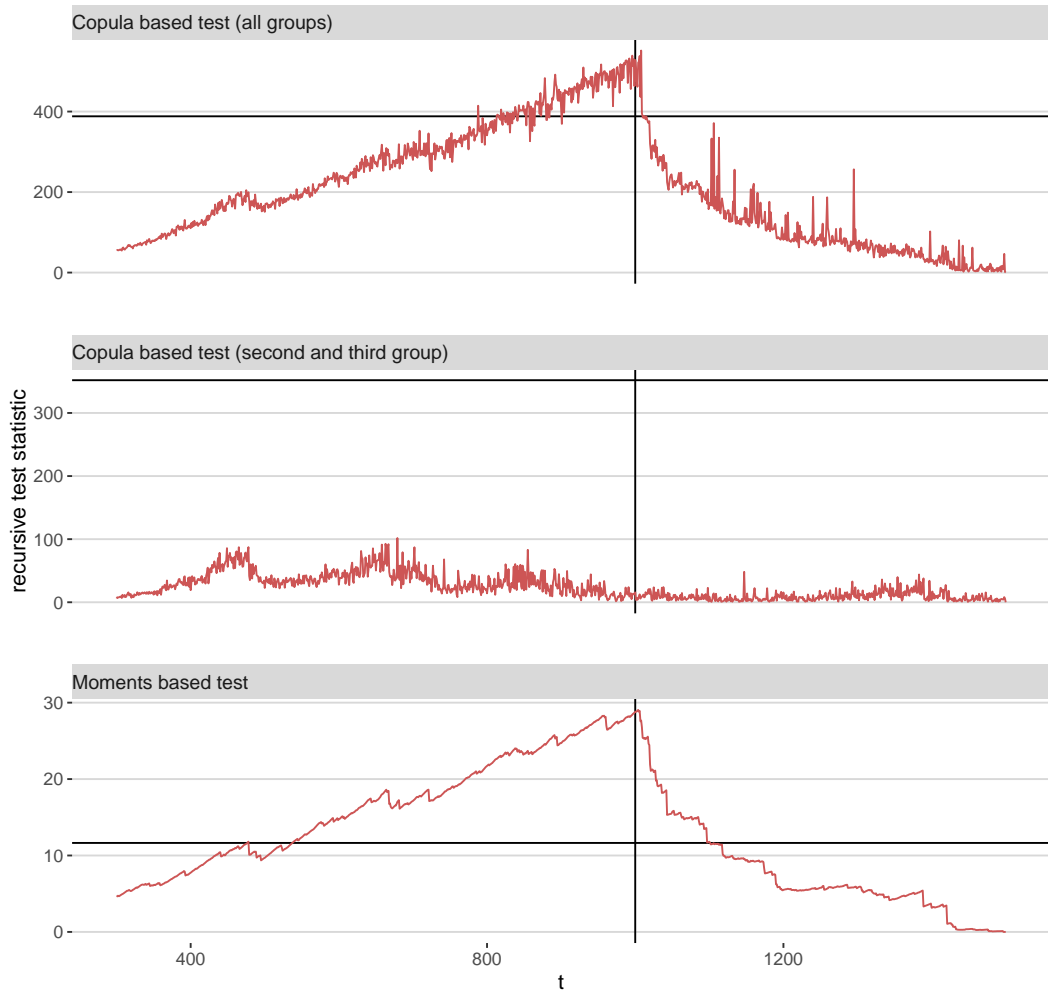 Copula based test (all groups)
400
200
0
Copula based test (second and third group)
300
200
100
0
recursive test statistic
Moments based test
30
20
10
0
400
800
1200
t